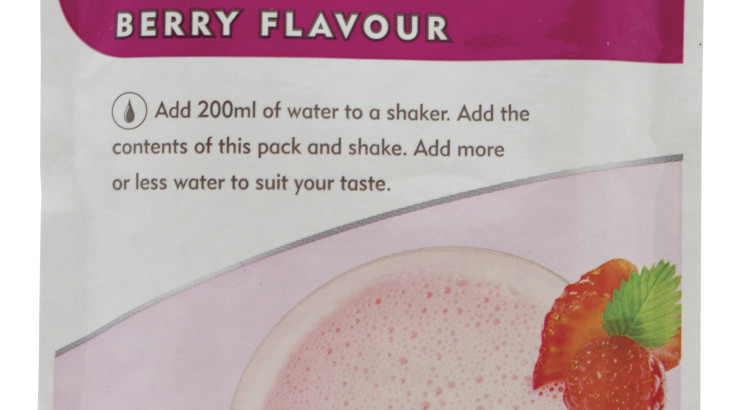 BERRY FLAVOUR
Add 200ml of water to a shaker. Add the
contents of this pack and shake. Add more
or less water to suit your taste.